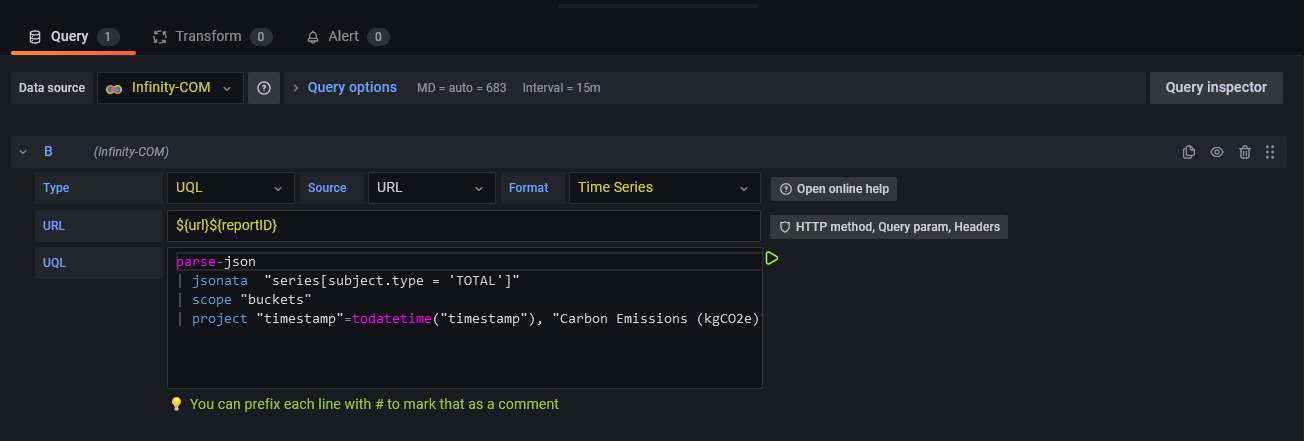 Query 1 Transform 0 Alert 0
Data source Infinity-COM ? > Query options MD = auto = 683 Interval = 15m Query inspector
B (Infinity-COM)
Type UQL Source URL Format Time Series ? Open online help
URL ${url}${reportID} HTTP method, Query param, Headers
UQL
parse-json
| jsonata  "series[subject.type = 'TOTAL']"
| scope "buckets"
| project "timestamp"=todatetime("timestamp"), "Carbon Emissions (kgCO2e)
You can prefix each line with # to mark that as a comment